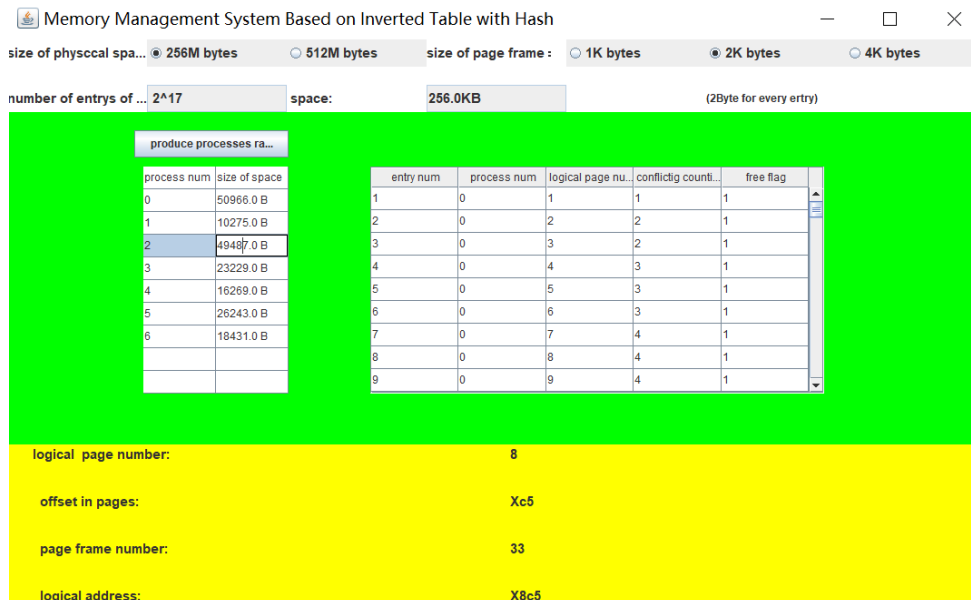 Memory Management System Based on Inverted Table with Hash
size of physccal spa... 256M bytes 512M bytes size of page frame : 1K bytes 2K bytes 4K bytes
number of entrys of ... 2^17 space: 256.0KB (2Byte for every ertry)
produce processes ra...
process num size of space
0 50966.0 B
1 10275.0 B
2 49487.0 B
3 23229.0 B
4 16269.0 B
5 26243.0 B
6 18431.0 B
entry num process num logical page nu... conflictig counti... free flag
1 0 1 1 1
2 0 2 2 1
3 0 3 2 1
4 0 4 3 1
5 0 5 3 1
6 0 6 3 1
7 0 7 4 1
8 0 8 4 1
9 0 9 4 1
logical page number: 8
offset in pages: Xc5
page frame number: 33
logical address: X8c5